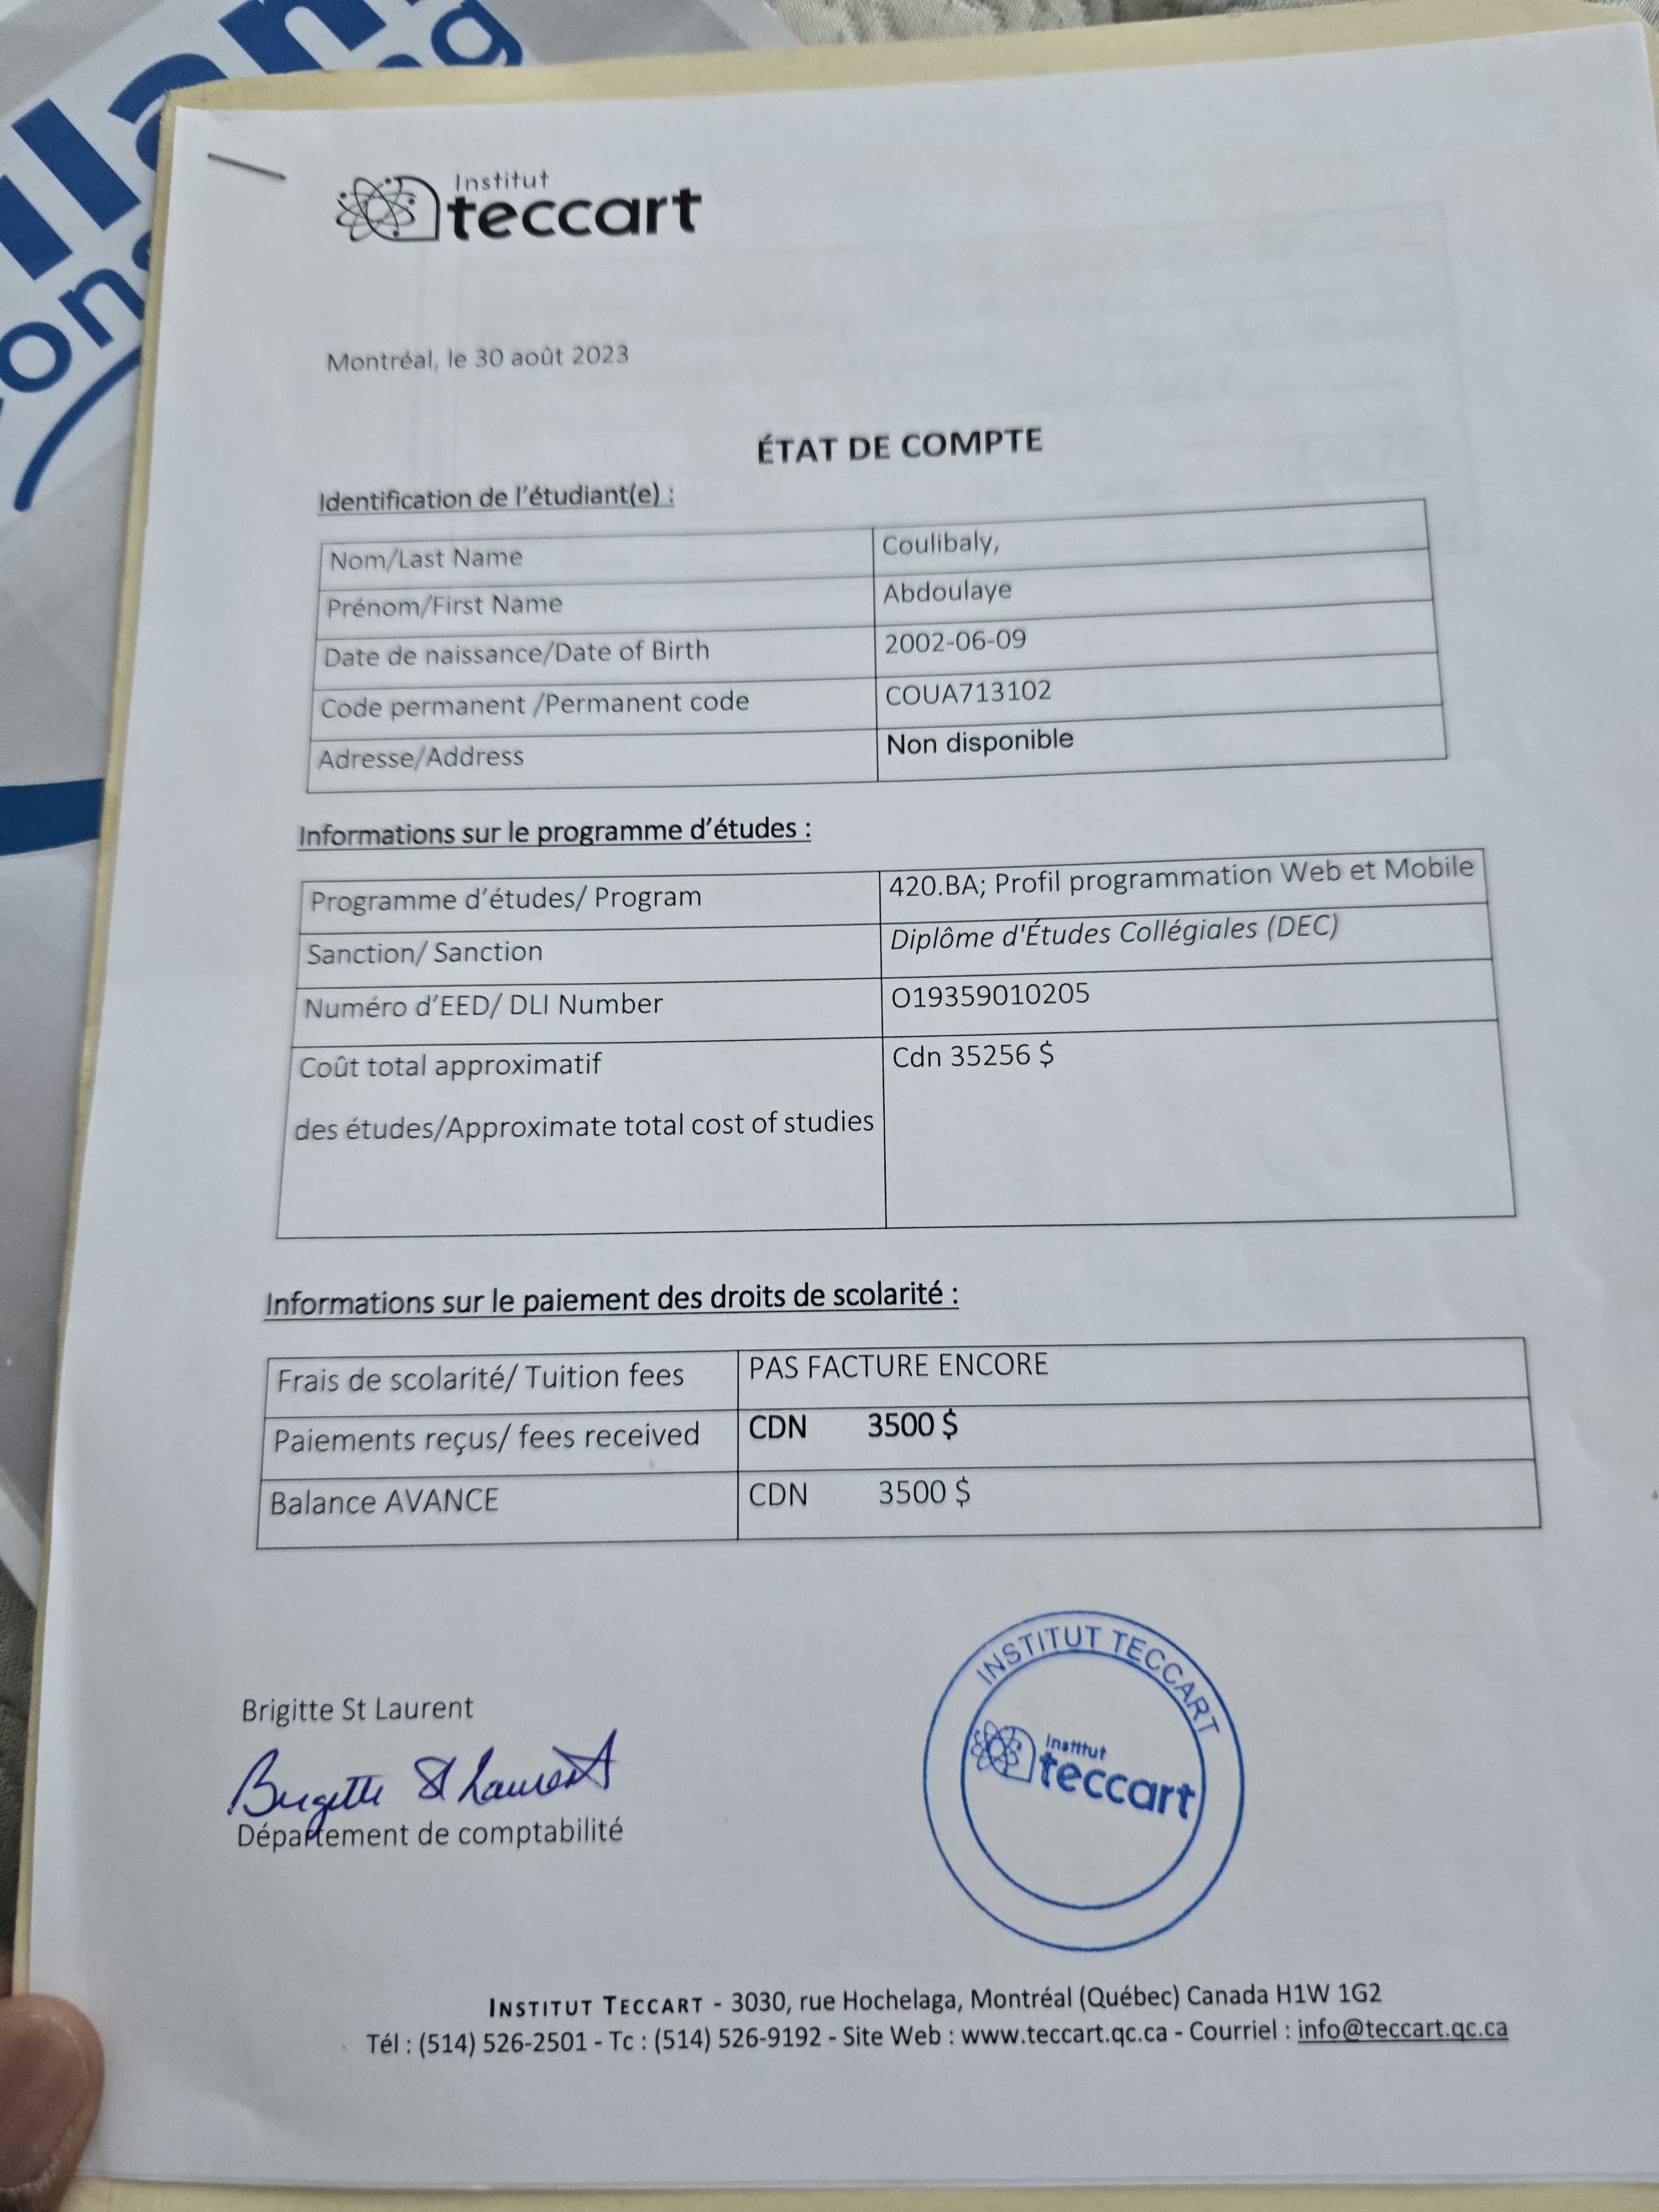 Institut
teccart
Montréal, le 30 août 2023
ÉTAT DE COMPTE
Identification de l'étudiant(e) :
Nom/Last Name Coulibaly,
Prénom/First Name Abdoulaye
Date de naissance/Date of Birth 2002-06-09
Code permanent /Permanent code COUA713102
Adresse/Address Non disponible
Informations sur le programme d'études :
Programme d'études/ Program 420.BA; Profil programmation Web et Mobile
Sanction/ Sanction Diplôme d'Études Collégiales (DEC)
Numéro d'EED/ DLI Number O19359010205
Coût total approximatif Cdn 35256 $
des études/Approximate total cost of studies
Informations sur le paiement des droits de scolarité :
Frais de scolarité/ Tuition fees PAS FACTURE ENCORE
Paiements reçus/ fees received CDN 3500 $
Balance AVANCE CDN 3500 $
Brigitte St Laurent
Brigitte St Laurent
Département de comptabilité
INSTITUT TECCART
Institut
teccart
INSTITUT TECCART - 3030, rue Hochelaga, Montréal (Québec) Canada H1W 1G2
Tél : (514) 526-2501 - Tc : (514) 526-9192 - Site Web : www.teccart.qc.ca - Courriel : info@teccart.qc.ca